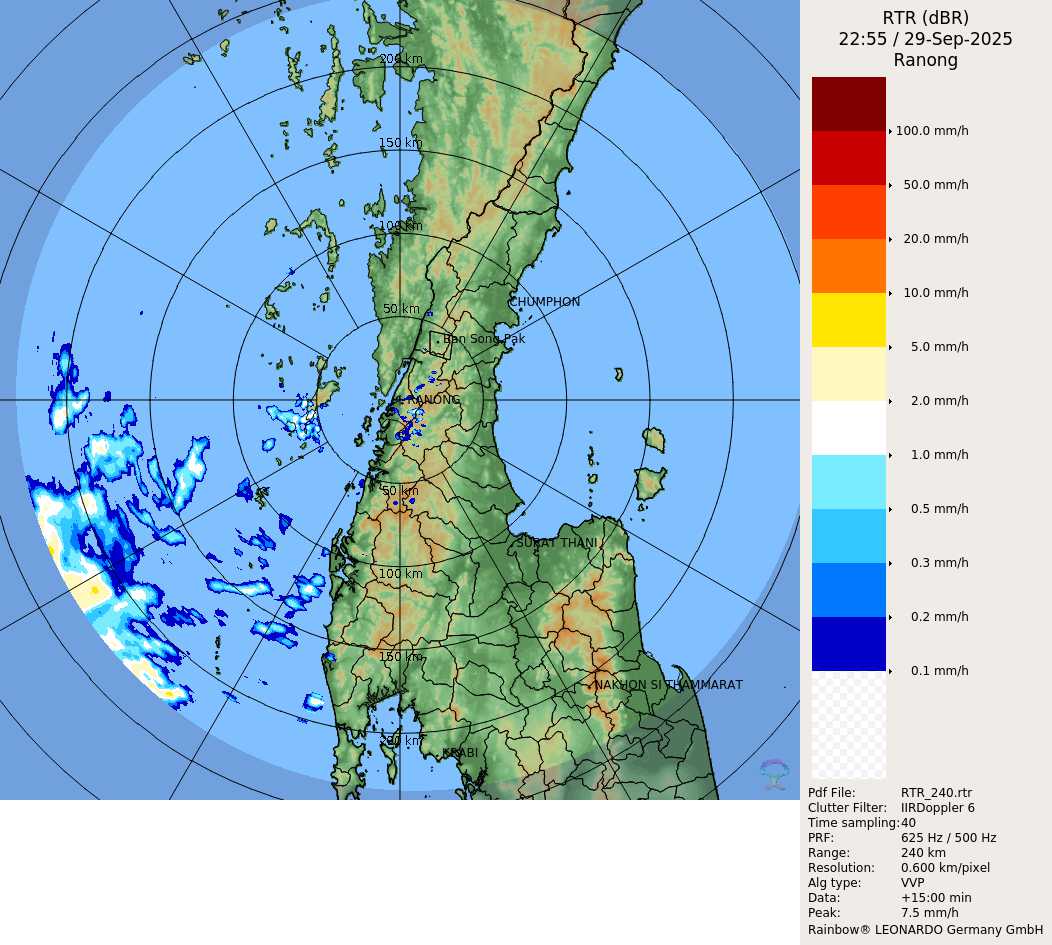 RTR (dBR)
22:55 / 29-Sep-2025
Ranong
100.0 mm/h
50.0 mm/h
20.0 mm/h
10.0 mm/h
5.0 mm/h
2.0 mm/h
1.0 mm/h
0.5 mm/h
0.3 mm/h
0.2 mm/h
0.1 mm/h
200 km
150 km
100 km
50 km
CHUMPHON
Ban Song Pak
RANONG
50 km
SURAT THANI
100 km
150 km
NAKHON SI THAMMARAT
200 km
KRABI
Pdf File: RTR_240.rtr
Clutter Filter: IIRDoppler 6
Time sampling: 40
PRF: 625 Hz / 500 Hz
Range: 240 km
Resolution: 0.600 km/pixel
Alg type: VVP
Data: +15:00 min
Peak: 7.5 mm/h
Rainbow® LEONARDO Germany GmbH